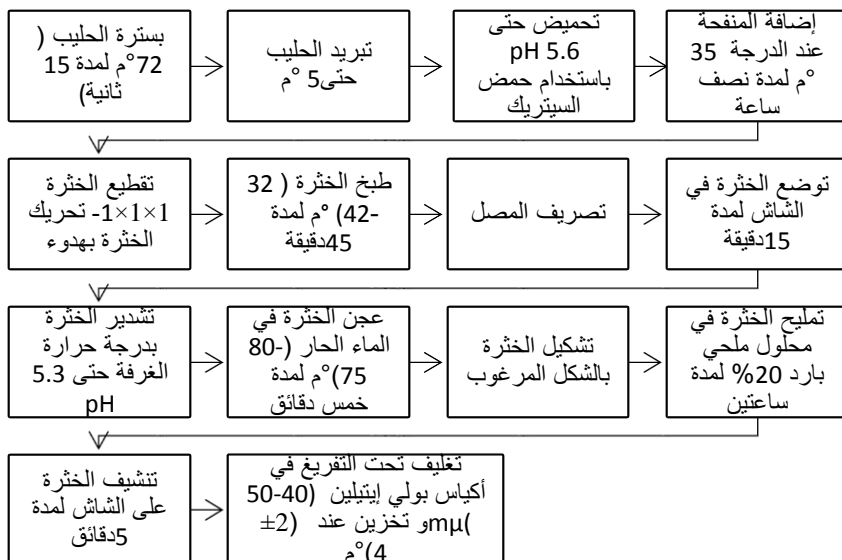 بسترة الحليب (
72°م لمدة 15
ثانية)
تبريد الحليب
حتى5 °م
تحميض حتى
pH 5.6
باستخدام حمض
السيتريك
إضافة المنفحة
عند الدرجة 35
°م لمدة نصف
ساعة
تقطيع الخثرة
1×1×1- تحريك
الخثرة بهدوء
طبخ الخثرة ( 32
-42) °م لمدة
45دقيقة
تصريف المصل
توضع الخثرة في
الشاش لمدة
15دقيقة
تشدير الخثرة
بدرجة حرارة
الغرفة حتى 5.3
pH
عجن الخثرة في
الماء الحار (-80
75)°م لمدة
خمس دقائق
تشكيل الخثرة
بالشكل المرغوب
تمليح الخثرة في
محلول ملحي
بارد 20% لمدة
ساعتين
تنشيف الخثرة
على الشاش لمدة
5دقائق
تغليف تحت التفريغ في
أكياس بولي إيتيلين (40-50
mµ(و تخزين عند (2±
4)°م